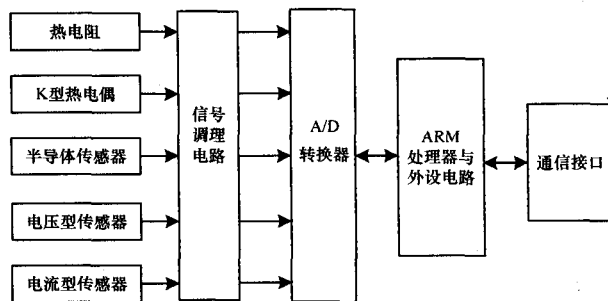 热电阻
K型热电偶
半导体传感器
电压型传感器
电流型传感器
信号
调理
电路
A/D
转换器
ARM
处理器与
外设电路
通信接口